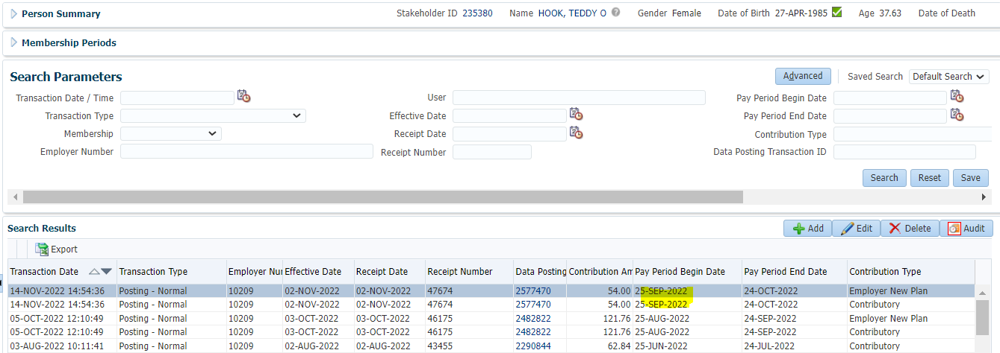 Person Summary Stakeholder ID 235380 Name HOOK, TEDDY O Gender Female Date of Birth 27-APR-1985 Age 37.63 Date of Death
Membership Periods
Search Parameters Advanced Saved Search Default Search
Transaction Date / Time User Pay Period Begin Date
Transaction Type Effective Date Pay Period End Date
Membership Receipt Date Contribution Type
Employer Number Receipt Number Data Posting Transaction ID
Search Reset Save
Search Results Add Edit Delete Audit
Export
Transaction Date Transaction Type Employer Nu Effective Date Receipt Date Receipt Number Data Posting Contribution Am Pay Period Begin Date Pay Period End Date Contribution Type
14-NOV-2022 14:54:36 Posting - Normal 10209 02-NOV-2022 02-NOV-2022 47674 2577470 54.00 25-SEP-2022 24-OCT-2022 Employer New Plan
14-NOV-2022 14:54:36 Posting - Normal 10209 02-NOV-2022 02-NOV-2022 47674 2577470 54.00 25-SEP-2022 24-OCT-2022 Contributory
05-OCT-2022 12:10:49 Posting - Normal 10209 03-OCT-2022 03-OCT-2022 46175 2482822 121.76 25-AUG-2022 24-SEP-2022 Employer New Plan
05-OCT-2022 12:10:49 Posting - Normal 10209 03-OCT-2022 03-OCT-2022 46175 2482822 121.76 25-AUG-2022 24-SEP-2022 Contributory
03-AUG-2022 10:11:41 Posting - Normal 10209 02-AUG-2022 02-AUG-2022 43455 2290844 62.84 25-JUN-2022 24-JUL-2022 Contributory